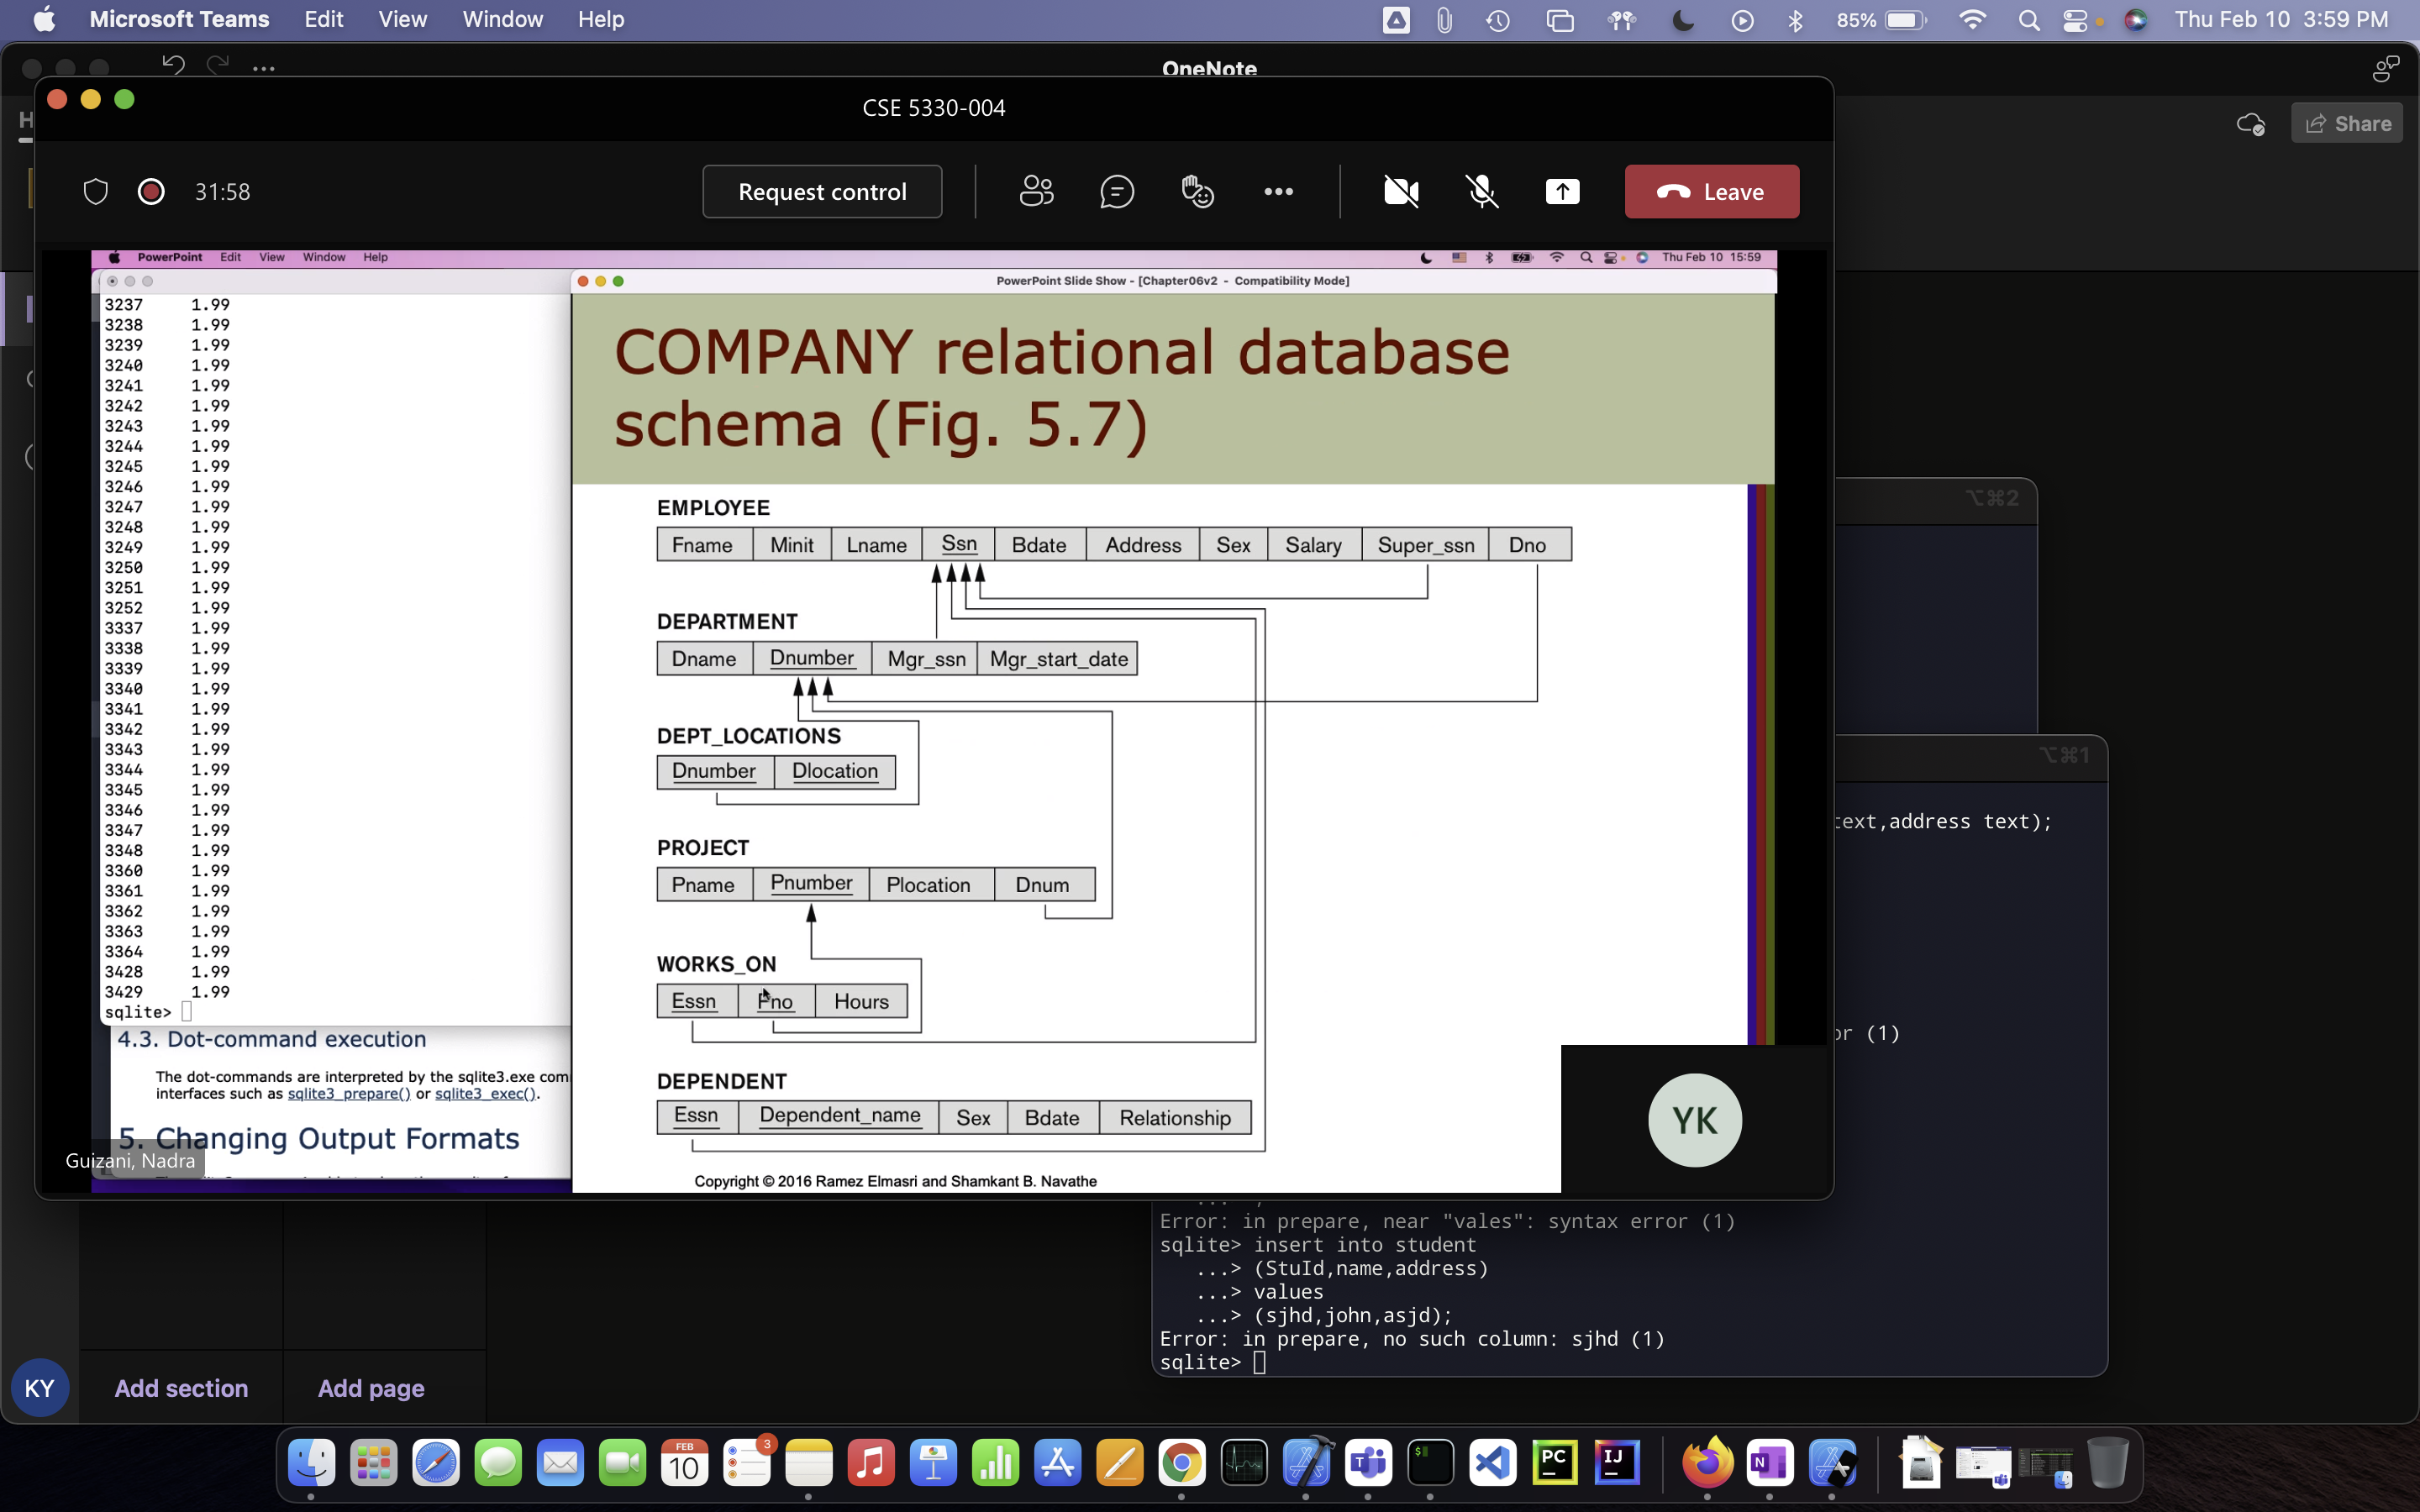 Microsoft Teams Edit View Window Help
85% Thu Feb 10 3:59 PM
OneNote
CSE 5330-004
Share
31:58 Request control Leave
PowerPoint Edit View Window Help
Thu Feb 10 15:59
PowerPoint Slide Show - [Chapter06v2 - Compatibility Mode]
3237 1.99
3238 1.99
3239 1.99
3240 1.99
3241 1.99
3242 1.99
3243 1.99
3244 1.99
3245 1.99
3246 1.99
3247 1.99
3248 1.99
3249 1.99
3250 1.99
3251 1.99
3252 1.99
3337 1.99
3338 1.99
3339 1.99
3340 1.99
3341 1.99
3342 1.99
3343 1.99
3344 1.99
3345 1.99
3346 1.99
3347 1.99
3348 1.99
3360 1.99
3361 1.99
3362 1.99
3363 1.99
3364 1.99
3428 1.99
3429 1.99
sqlite>
4.3. Dot-command execution
The dot-commands are interpreted by the sqlite3.exe com
interfaces such as sqlite3_prepare() or sqlite3_exec().
5. Changing Output Formats
Guizani, Nadra
COMPANY relational database
schema (Fig. 5.7)
EMPLOYEE
Fname Minit Lname Ssn Bdate Address Sex Salary Super_ssn Dno
DEPARTMENT
Dname Dnumber Mgr_ssn Mgr_start_date
DEPT_LOCATIONS
Dnumber Dlocation
PROJECT
Pname Pnumber Plocation Dnum
WORKS_ON
Essn Pno Hours
DEPENDENT
Essn Dependent_name Sex Bdate Relationship
Copyright © 2016 Ramez Elmasri and Shamkant B. Navathe
YK
⌥⌘2
⌥⌘1
text,address text);
or (1)
Error: in prepare, near "vales": syntax error (1)
sqlite> insert into student
...> (StuId,name,address)
...> values
...> (sjhd,john,asjd);
Error: in prepare, no such column: sjhd (1)
sqlite>
KY Add section Add page
FEB
10
3
PC
IJ